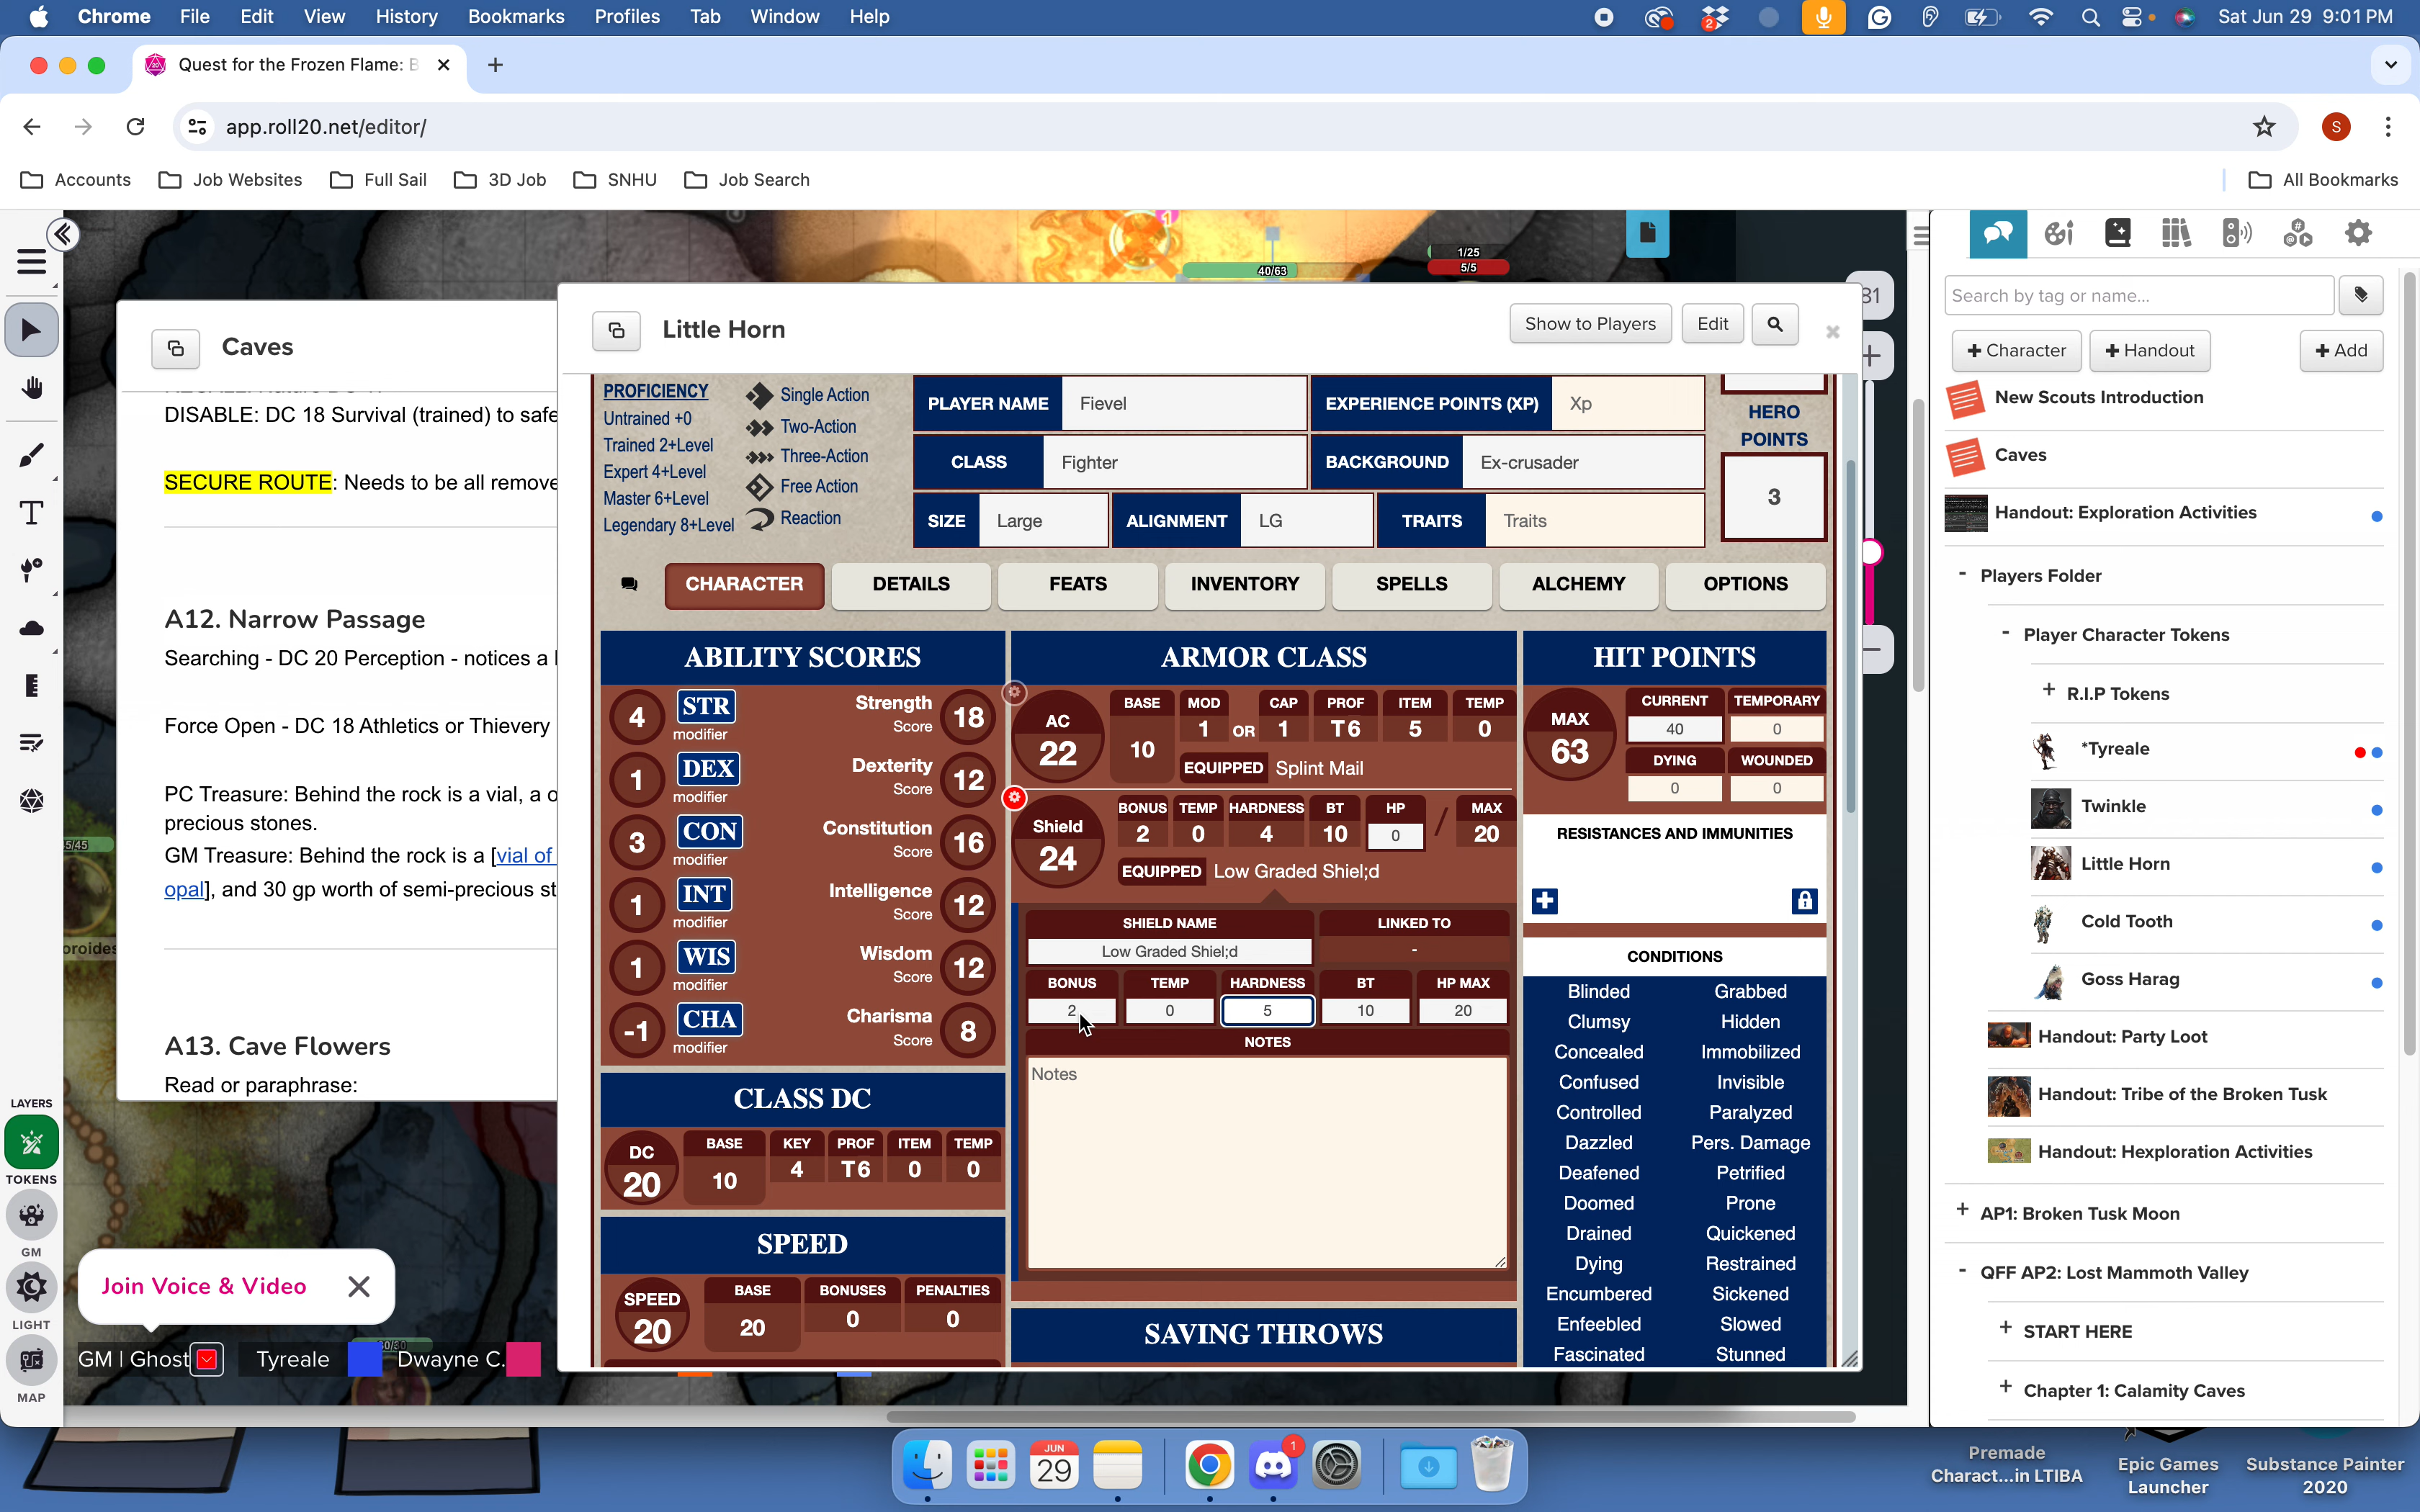 Chrome File Edit View History Bookmarks Profiles Tab Window Help
2
Sat Jun 29 9:01 PM
Quest for the Frozen Flame: B
app.roll20.net/editor/
S
Accounts Job Websites Full Sail 3D Job SNHU Job Search
All Bookmarks
1
40/63
1/25
5/5
81
Caves
DISABLE: DC 18 Survival (trained) to safe
SECURE ROUTE: Needs to be all remove
A12. Narrow Passage
Searching - DC 20 Perception - notices a
Force Open - DC 18 Athletics or Thievery
PC Treasure: Behind the rock is a vial, a o
precious stones.
GM Treasure: Behind the rock is a [vial of
opal], and 30 gp worth of semi-precious st
A13. Cave Flowers
Read or paraphrase:
5/45
oroides
LAYERS
TOKENS
GM
LIGHT
MAP
Join Voice & Video
GM | Ghost
Tyreale
Dwayne C.
Little Horn
Show to Players Edit
PROFICIENCY
Untrained +0
Trained 2+Level
Expert 4+Level
Master 6+Level
Legendary 8+Level
Single Action
Two-Action
Three-Action
Free Action
Reaction
PLAYER NAME Fievel EXPERIENCE POINTS (XP) Xp
CLASS Fighter BACKGROUND Ex-crusader
SIZE Large ALIGNMENT LG TRAITS Traits
HERO
POINTS
3
CHARACTER DETAILS FEATS INVENTORY SPELLS ALCHEMY OPTIONS
ABILITY SCORES
4 STR modifier Strength Score 18
1 DEX modifier Dexterity Score 12
3 CON modifier Constitution Score 16
1 INT modifier Intelligence Score 12
1 WIS modifier Wisdom Score 12
-1 CHA modifier Charisma Score 8
CLASS DC
DC 20
BASE KEY PROF ITEM TEMP
10 4 T 6 0 0
SPEED
SPEED 20
BASE BONUSES PENALTIES
20 0 0
ARMOR CLASS
AC 22
BASE MOD CAP PROF ITEM TEMP
10 1 OR 1 T 6 5 0
EQUIPPED Splint Mail
Shield 24
BONUS TEMP HARDNESS BT HP MAX
2 0 4 10 0 / 20
EQUIPPED Low Graded Shiel;d
SHIELD NAME LINKED TO
Low Graded Shiel;d -
BONUS TEMP HARDNESS BT HP MAX
2 0 5 10 20
NOTES
Notes
SAVING THROWS
HIT POINTS
MAX 63
CURRENT TEMPORARY
40 0
DYING WOUNDED
0 0
RESISTANCES AND IMMUNITIES
CONDITIONS
Blinded Grabbed
Clumsy Hidden
Concealed Immobilized
Confused Invisible
Controlled Paralyzed
Dazzled Pers. Damage
Deafened Petrified
Doomed Prone
Drained Quickened
Dying Restrained
Encumbered Sickened
Enfeebled Slowed
Fascinated Stunned
Search by tag or name...
+ Character + Handout + Add
New Scouts Introduction
Caves
Handout: Exploration Activities
- Players Folder
- Player Character Tokens
+ R.I.P Tokens
*Tyreale
Twinkle
Little Horn
Cold Tooth
Goss Harag
Handout: Party Loot
Handout: Tribe of the Broken Tusk
Handout: Hexploration Activities
+ AP1: Broken Tusk Moon
- QFF AP2: Lost Mammoth Valley
+ START HERE
+ Chapter 1: Calamity Caves
JUN
29
1
Premade
Charact...in LTIBA
Epic Games
Launcher
Substance Painter
2020